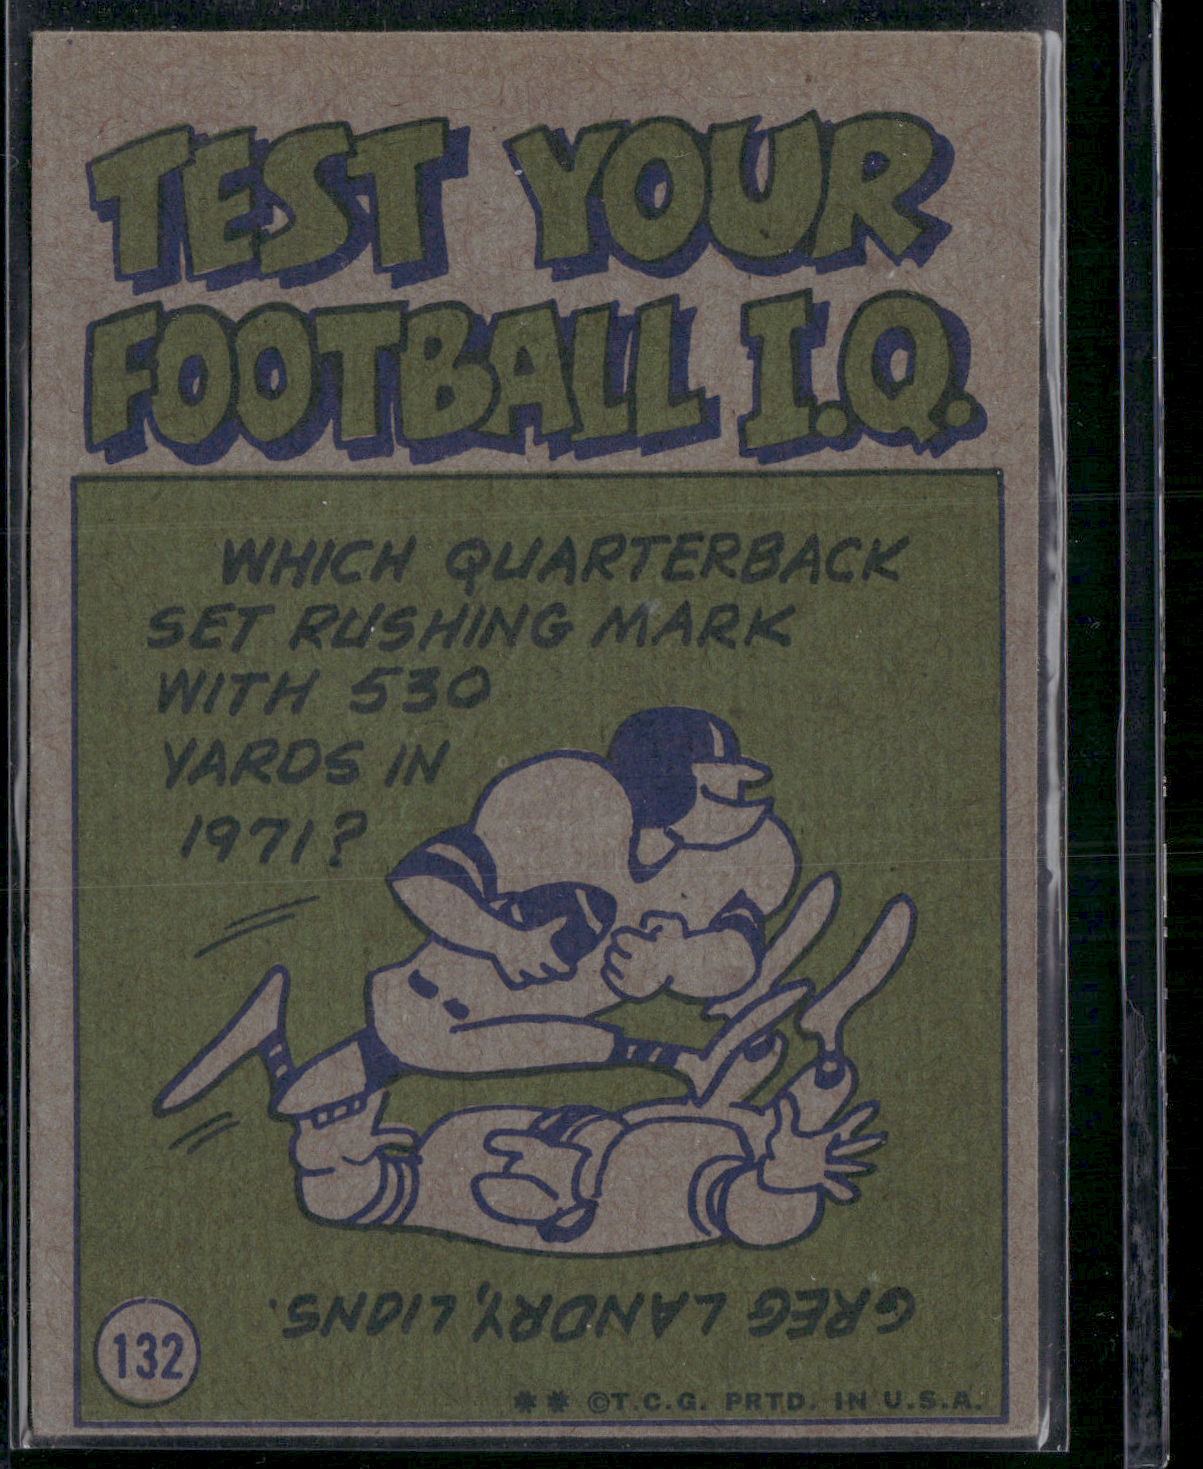 TEST YOUR
FOOTBALL I.Q.
WHICH QUARTERBACK
SET RUSHING MARK
WITH 530
YARDS IN
1971?
GREG LANDRY, LIONS.
132
** ©T.C.G. PRTD. IN U.S.A.